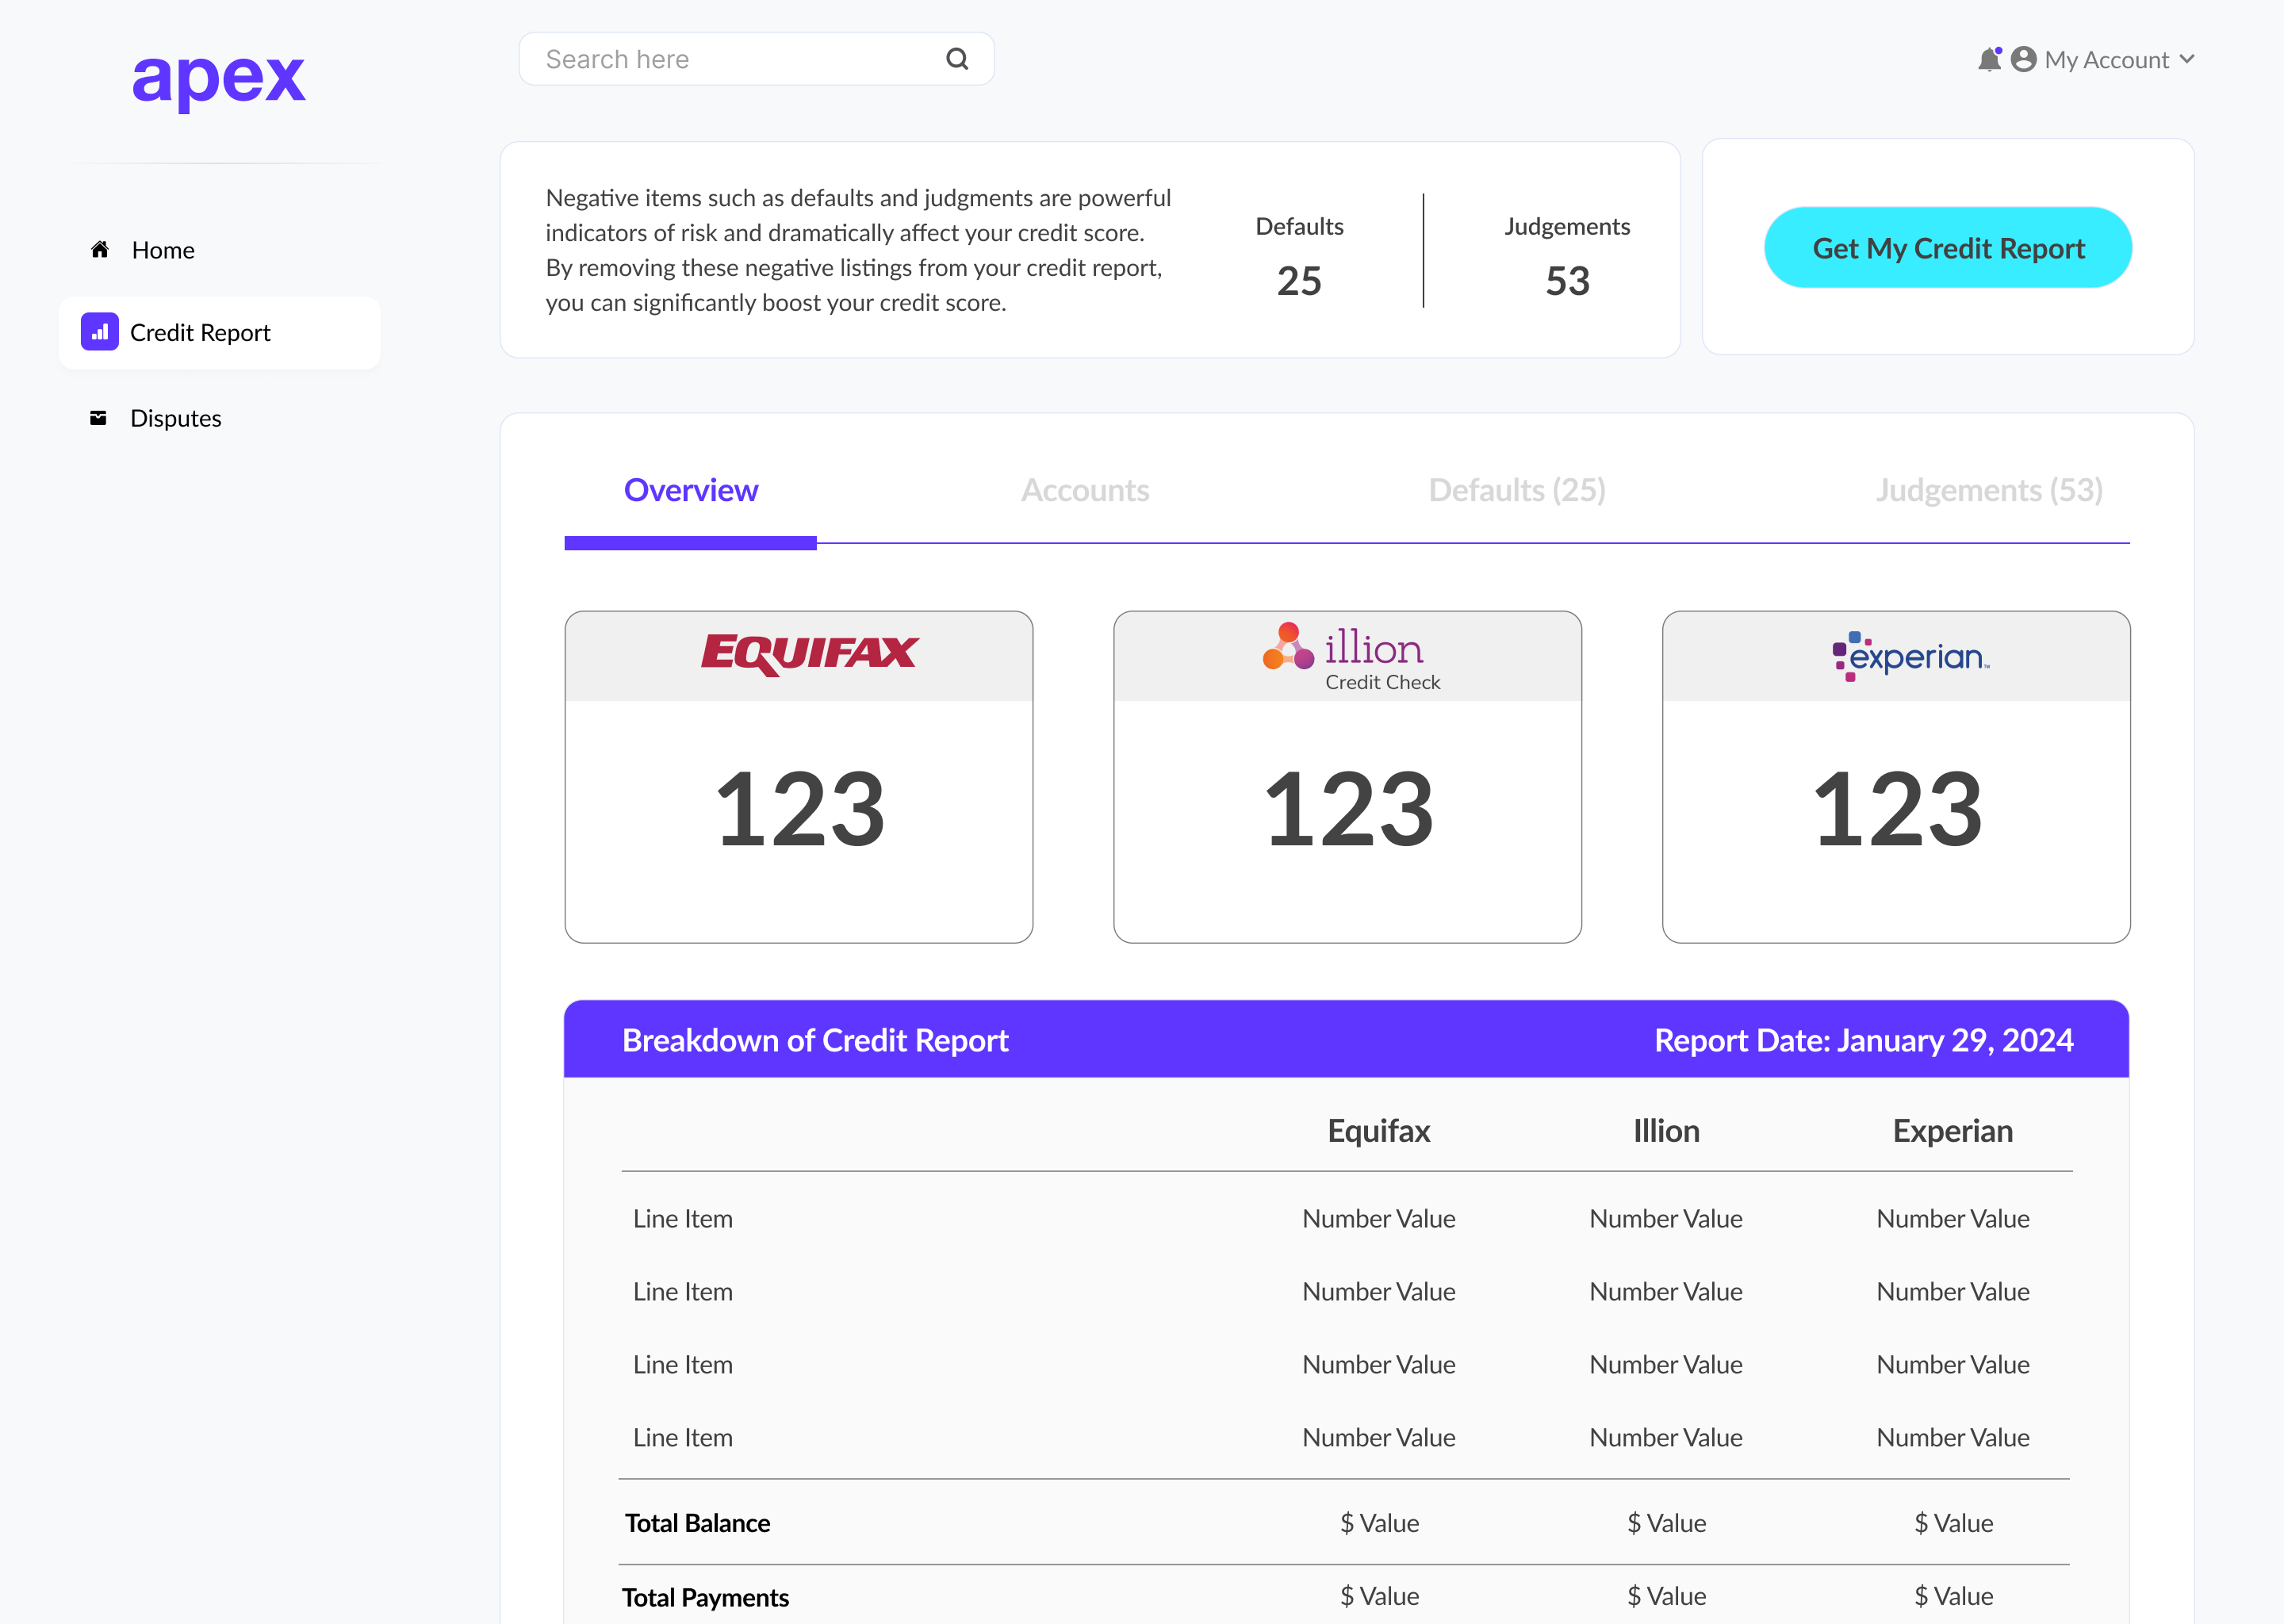 apex
Search here
My Account
Home
Credit Report
Disputes
Negative items such as defaults and judgments are powerful
indicators of risk and dramatically affect your credit score.
By removing these negative listings from your credit report,
you can significantly boost your credit score.
Defaults
25
Judgements
53
Get My Credit Report
Overview Accounts Defaults (25) Judgements (53)
EQUIFAX
illion
Credit Check
experian™
123 123 123
Breakdown of Credit Report Report Date: January 29, 2024
Equifax Illion Experian
Line Item Number Value Number Value Number Value
Line Item Number Value Number Value Number Value
Line Item Number Value Number Value Number Value
Line Item Number Value Number Value Number Value
Total Balance $ Value $ Value $ Value
Total Payments $ Value $ Value $ Value